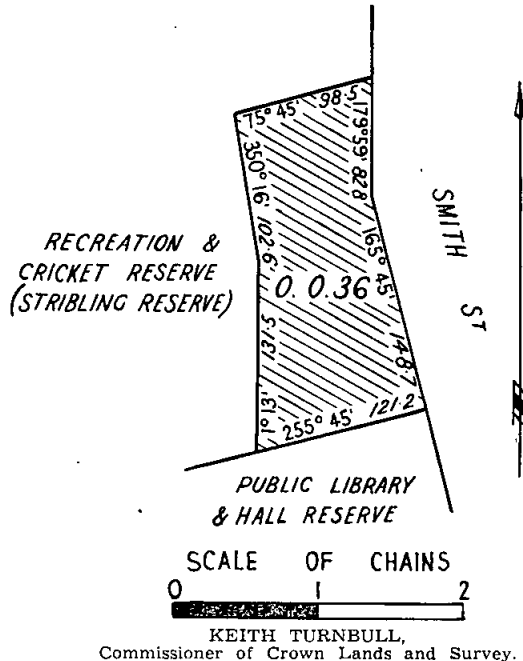 75° 45' 98.5
179° 59' 82.8
350° 16' 102.6
165° 45' 148.7
SMITH ST
RECREATION &
CRICKET RESERVE
(STRIBLING RESERVE)
0. 0. 36
1° 13' 131.5
255° 45' 121.2
PUBLIC LIBRARY
& HALL RESERVE
SCALE OF CHAINS
0 1 2
KEITH TURNBULL,
Commissioner of Crown Lands and Survey.